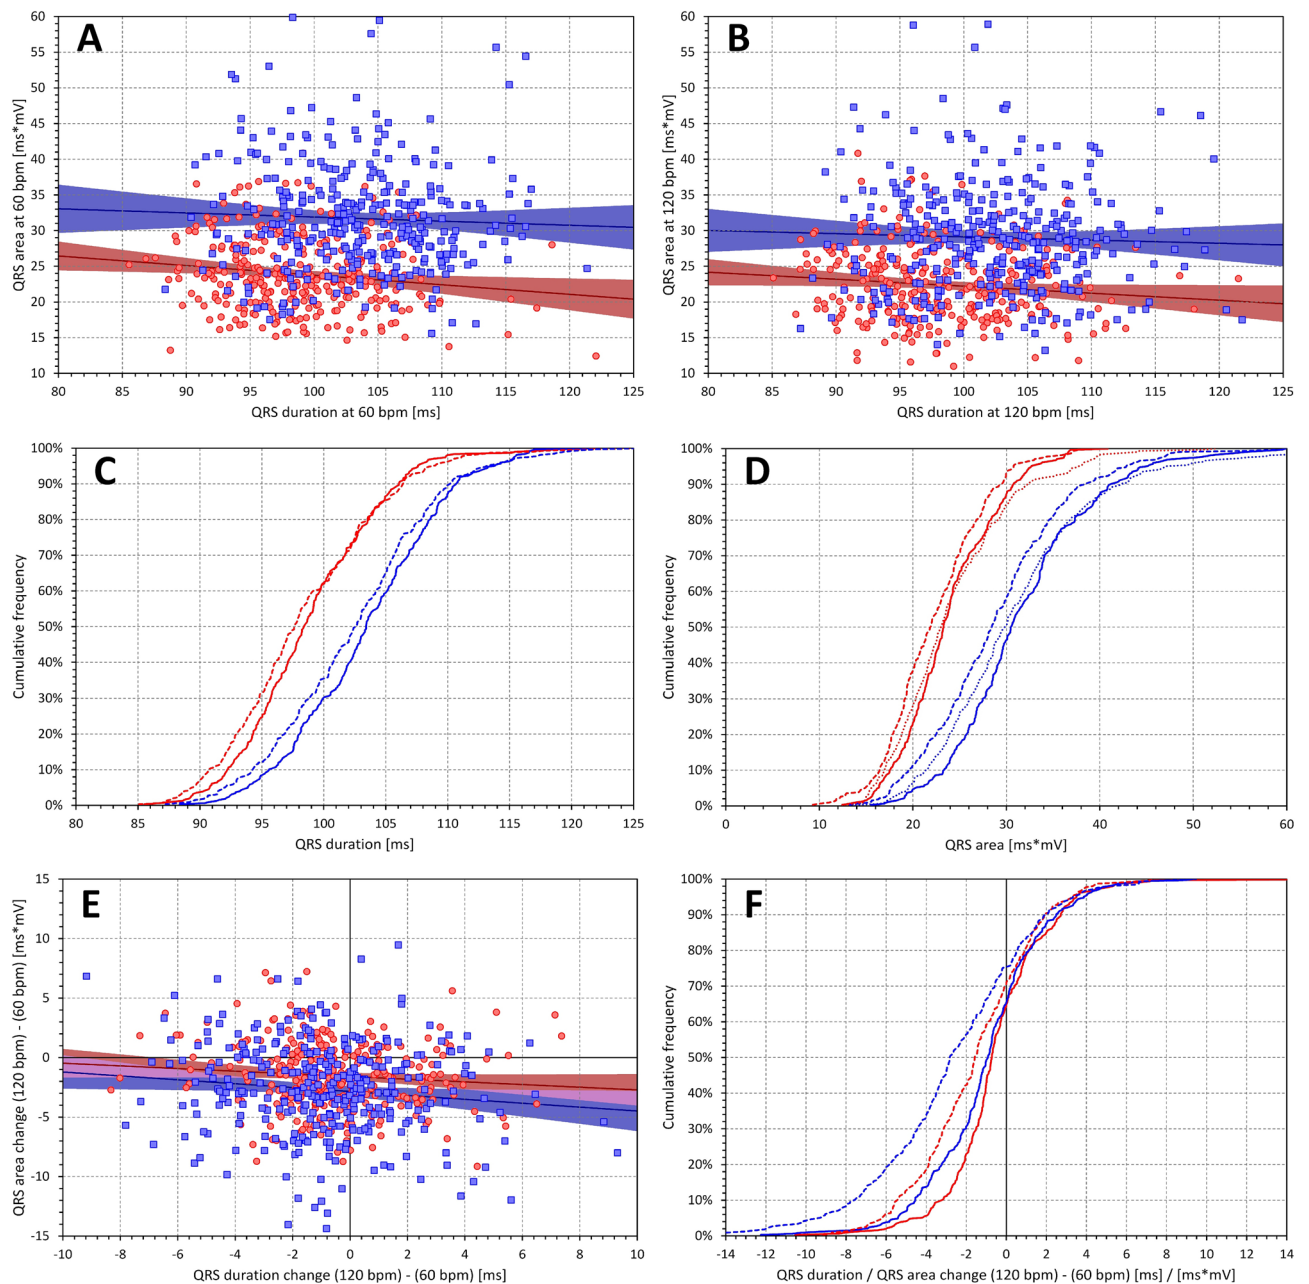 A
60
55
50
45
40
35
30
25
20
15
10
QRS area at 60 bpm [ms*mV]
80 85 90 95 100 105 110 115 120 125
QRS duration at 60 bpm [ms]
B
60
55
50
45
40
35
30
25
20
15
10
QRS area at 120 bpm [ms*mV]
80 85 90 95 100 105 110 115 120 125
QRS duration at 120 bpm [ms]
C
100%
90%
80%
70%
60%
50%
40%
30%
20%
10%
0%
Cumulative frequency
80 85 90 95 100 105 110 115 120 125
QRS duration [ms]
D
100%
90%
80%
70%
60%
50%
40%
30%
20%
10%
0%
Cumulative frequency
0 10 20 30 40 50 60
QRS area [ms*mV]
E
15
10
5
0
-5
-10
-15
QRS area change (120 bpm) - (60 bpm) [ms*mV]
-10 -8 -6 -4 -2 0 2 4 6 8 10
QRS duration change (120 bpm) - (60 bpm) [ms]
F
100%
90%
80%
70%
60%
50%
40%
30%
20%
10%
0%
Cumulative frequency
-14 -12 -10 -8 -6 -4 -2 0 2 4 6 8 10 12 14
QRS duration / QRS area change (120 bpm) - (60 bpm) [ms] / [ms*mV]